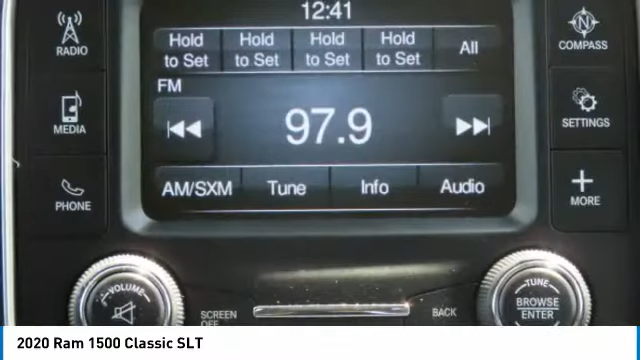 12:41
RADIO
Hold to Set
Hold to Set
Hold to Set
Hold to Set
All
COMPASS
FM
MEDIA
97.9
SETTINGS
PHONE
AM/SXM
Tune
Info
Audio
MORE
VOLUME
SCREEN
OFF
BACK
TUNE
BROWSE
ENTER
2020 Ram 1500 Classic SLT